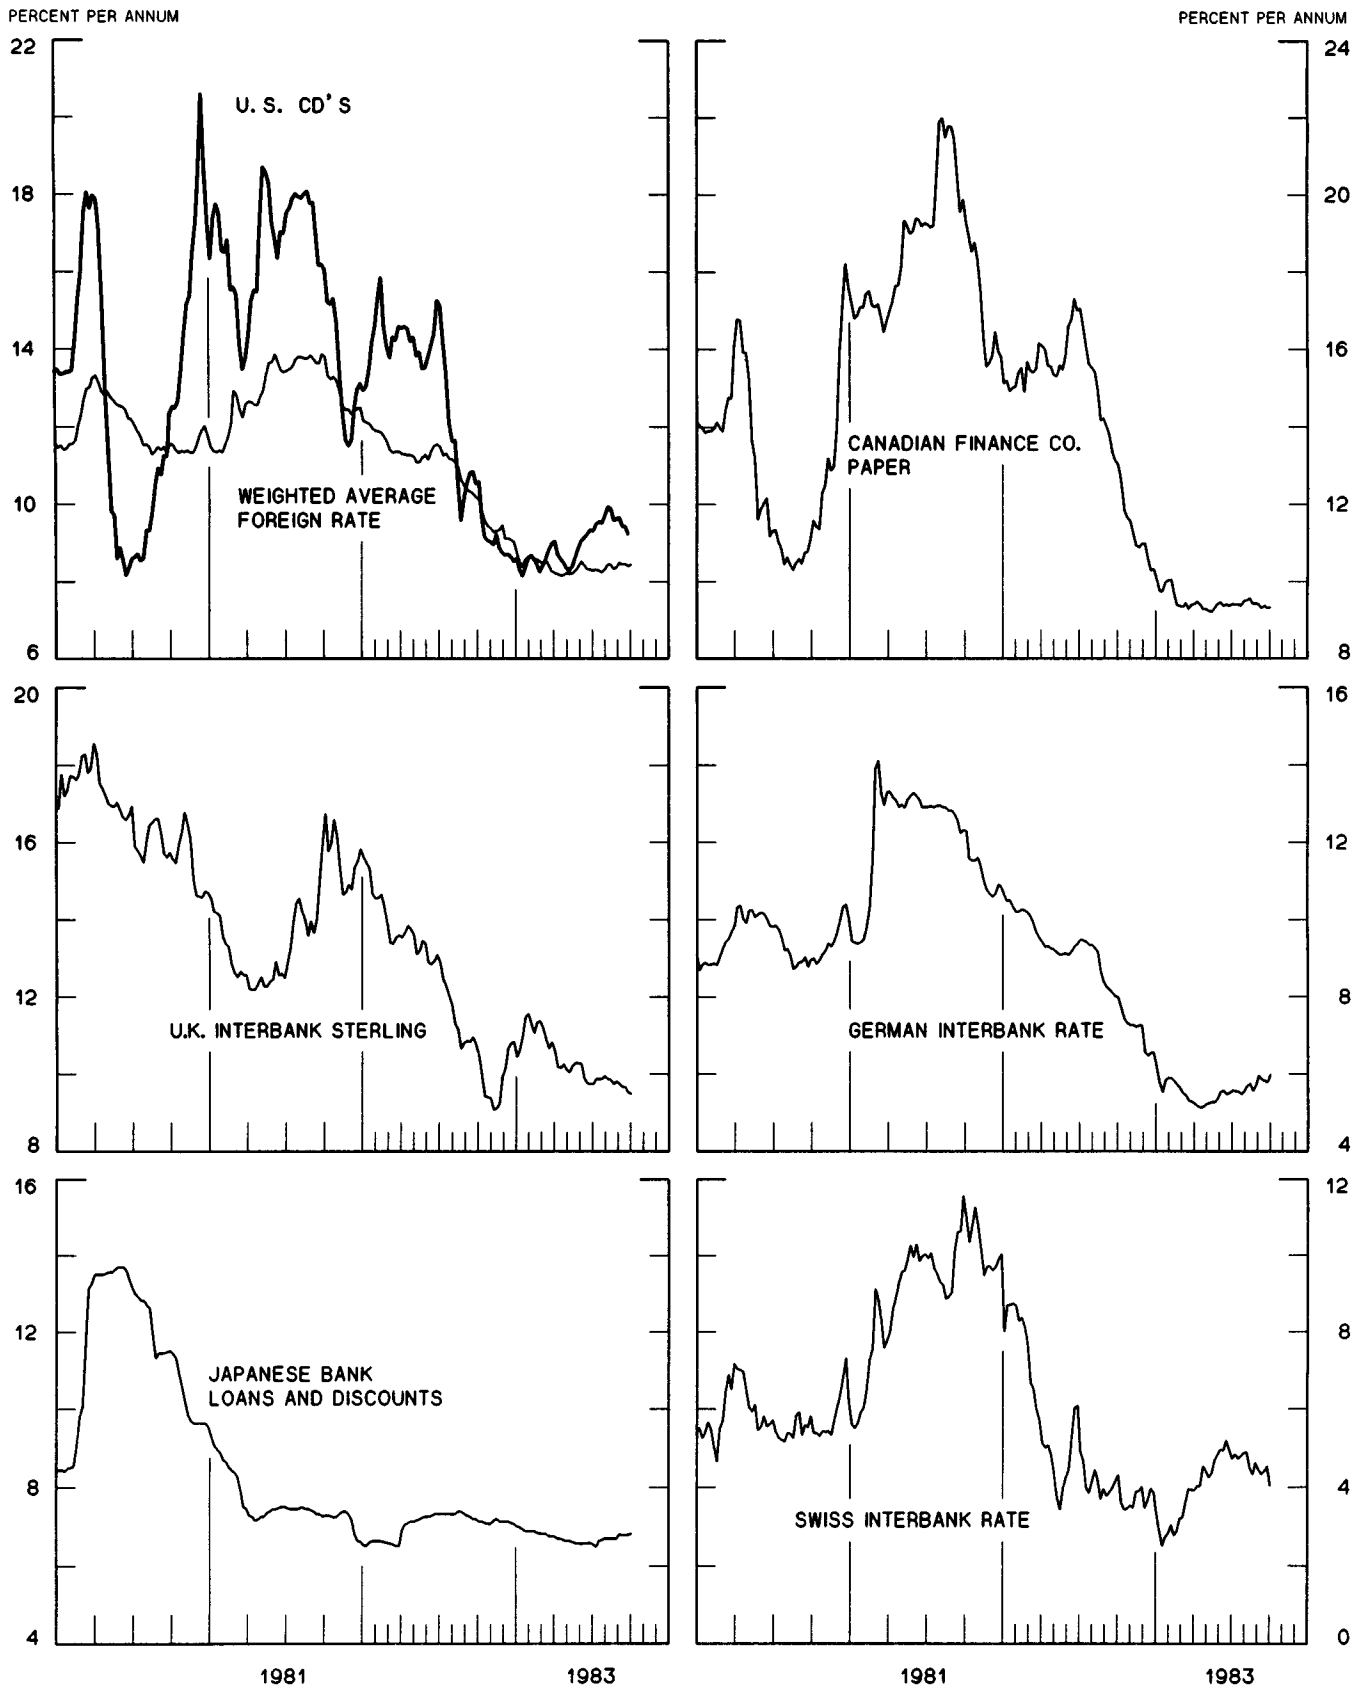 PERCENT PER ANNUM
PERCENT PER ANNUM
22
18
14
10
6
U.S. CD'S
WEIGHTED AVERAGE
FOREIGN RATE
24
20
16
12
8
CANADIAN FINANCE CO.
PAPER
20
16
12
8
U.K. INTERBANK STERLING
16
12
8
4
GERMAN INTERBANK RATE
16
12
8
4
JAPANESE BANK
LOANS AND DISCOUNTS
12
8
4
0
SWISS INTERBANK RATE
1981
1983
1981
1983